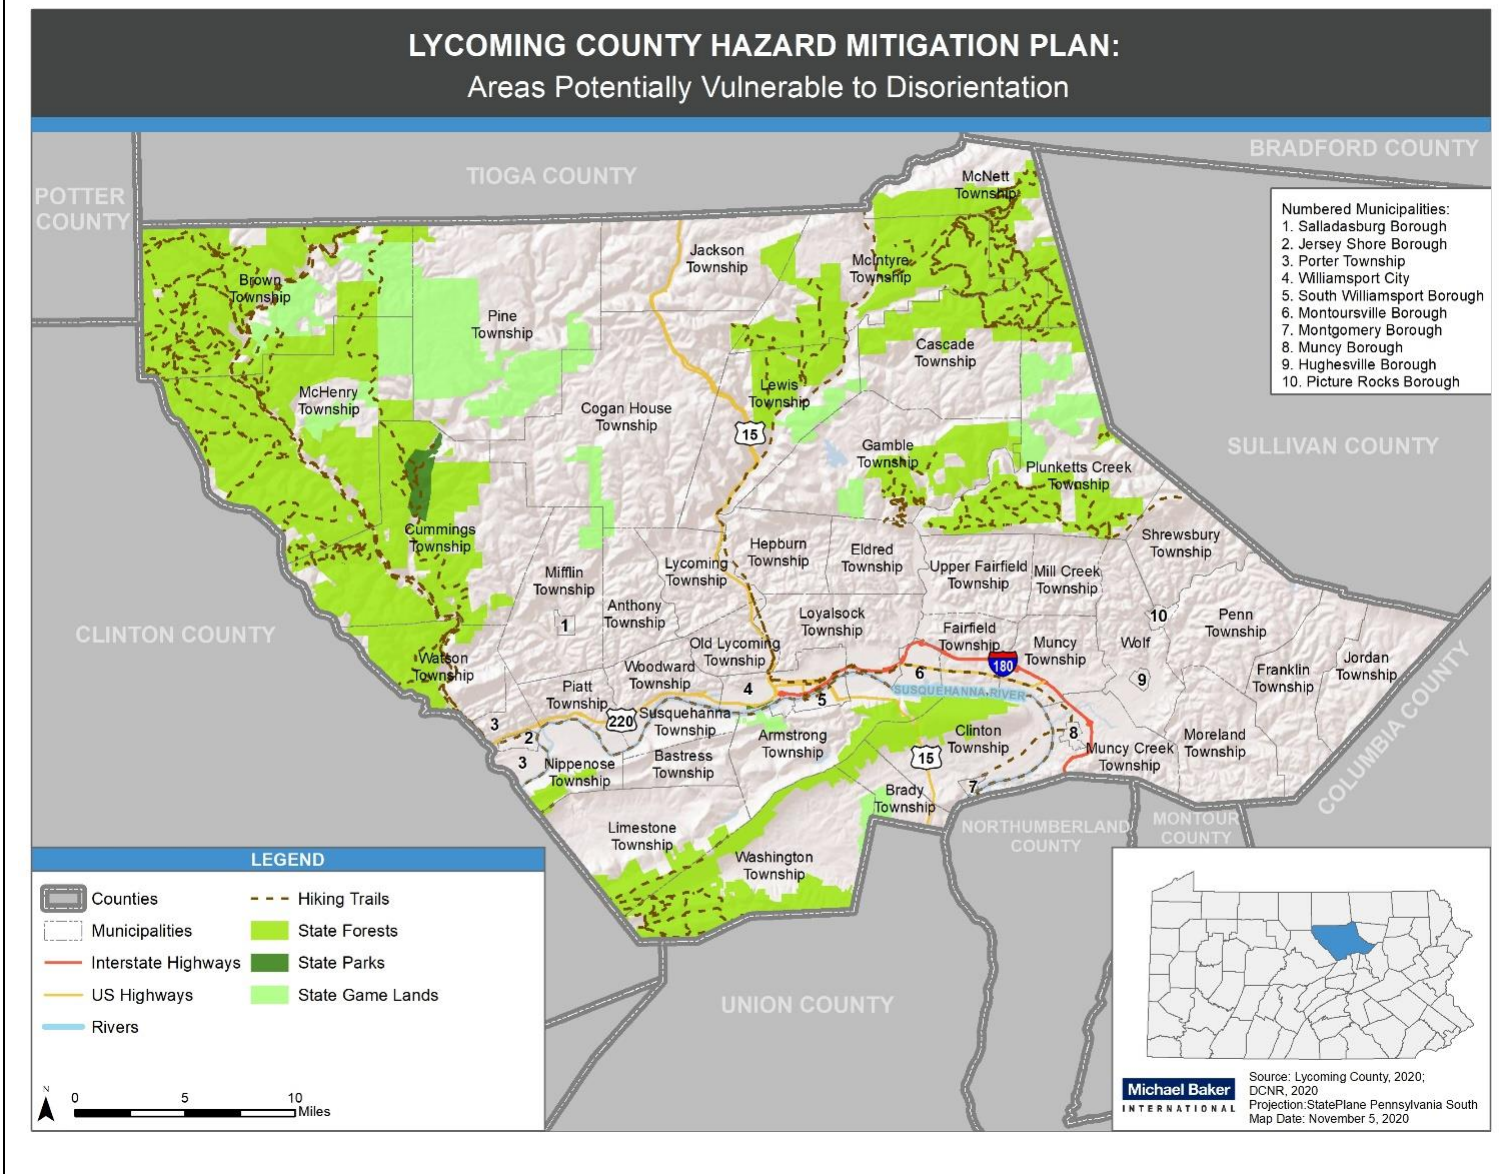 LYCOMING COUNTY HAZARD MITIGATION PLAN:
Areas Potentially Vulnerable to Disorientation
BRADFORD COUNTY
TIOGA COUNTY
POTTER
COUNTY
McNett
Township
Numbered Municipalities:
1. Salladasburg Borough
2. Jersey Shore Borough
3. Porter Township
4. Williamsport City
5. South Williamsport Borough
6. Montoursville Borough
7. Montgomery Borough
8. Muncy Borough
9. Hughesville Borough
10. Picture Rocks Borough
Jackson
Township
McIntyre
Township
Brown
Township
Pine
Township
Cascade
Township
McHenry
Township
Lewis
Township
Cogan House
Township
15
Gamble
Township
SULLIVAN COUNTY
Plunketts Creek
Township
Cummings
Township
Shrewsbury
Township
Hepburn
Township
Eldred
Township
Lycoming
Township
Upper Fairfield
Township
Mill Creek
Township
Mifflin
Township
Anthony
Township
1
Loyalsock
Township
10
Penn
Township
CLINTON COUNTY
Old Lycoming
Township
Fairfield
Township
Muncy
Township
Wolf
Watson
Township
Woodward
Township
180
Franklin
Township
Jordan
Township
Piatt
Township
4
5
6
9
SUSQUEHANNA RIVER
3
2
220
Susquehanna
Township
Armstrong
Township
Clinton
Township
8
Moreland
Township
Muncy Creek
Township
3
Nippenose
Township
Bastress
Township
15
7
Brady
Township
COLUMBIA COUNTY
Limestone
Township
Washington
Township
NORTHUMBERLAND
COUNTY
MONTOUR
COUNTY
UNION COUNTY
LEGEND
Counties
Municipalities
Interstate Highways
US Highways
Rivers
Hiking Trails
State Forests
State Parks
State Game Lands
N
0 5 10
Miles
Michael Baker
INTERNATIONAL
Source: Lycoming County, 2020;
DCNR, 2020
Projection:StatePlane Pennsylvania South
Map Date: November 5, 2020